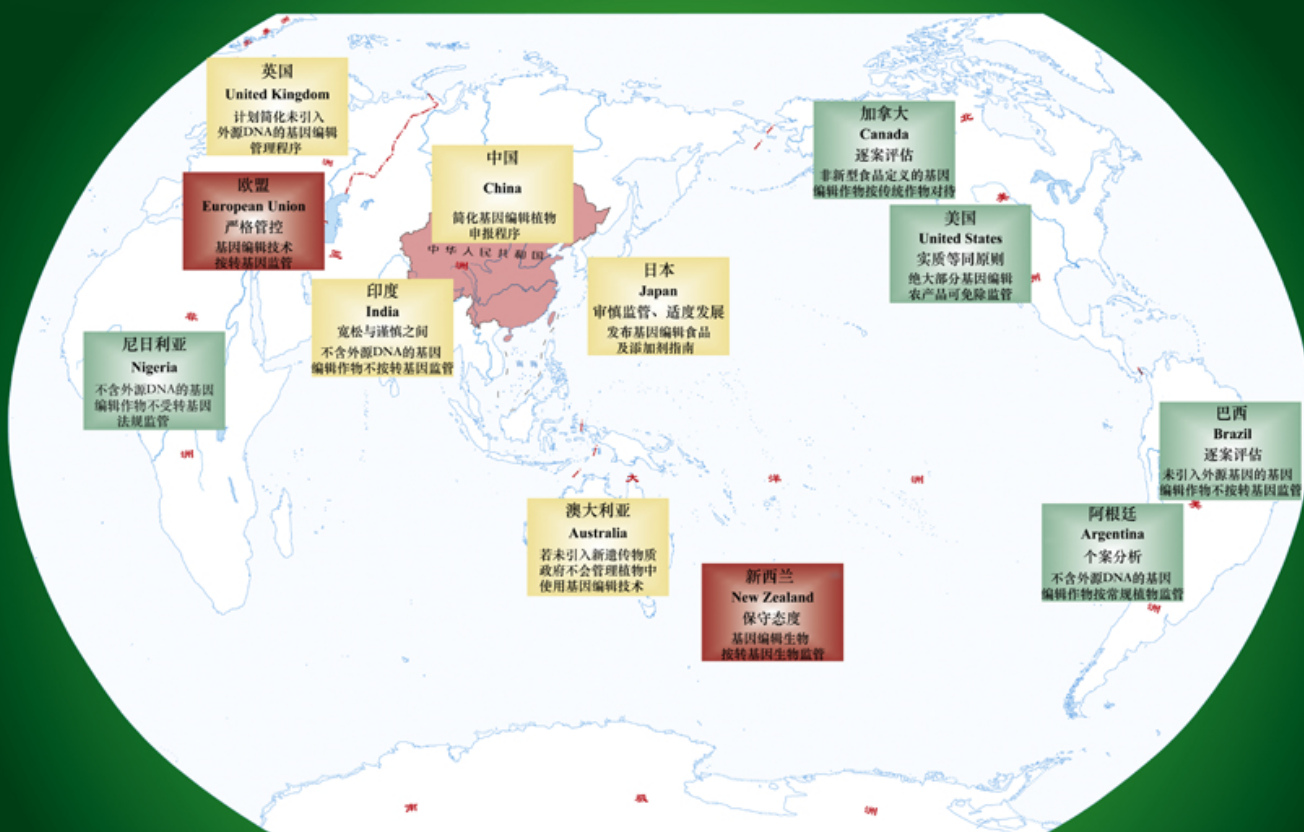 英国
United Kingdom
计划简化未引入
外源DNA的基因编辑
管理程序
欧盟
European Union
严格管控
基因编辑技术
按转基因监管
中国
China
简化基因编辑植物
申报程序
中华人民共和国
加拿大
Canada
逐案评估
非新型食品定义的基因
编辑作物按传统作物对待
美国
United States
实质等同原则
绝大部分基因编辑
农产品可免除监管
印度
India
宽松与谨慎之间
不含外源DNA的基因
编辑作物不按转基因监管
日本
Japan
审慎监管、适度发展
发布基因编辑食品
及添加剂指南
尼日利亚
Nigeria
不含外源DNA的基因
编辑作物不受转基因
法规监管
巴西
Brazil
逐案评估
未引入外源基因的基因
编辑作物不按转基因监管
澳大利亚
Australia
若未引入新遗传物质
政府不会管理植物中
使用基因编辑技术
阿根廷
Argentina
个案分析
不含外源DNA的基因
编辑作物按常规植物监管
新西兰
New Zealand
保守态度
基因编辑生物
按转基因生物监管
洲
亚
洲
非
洲
北
美
大
洋
洲
美
洲
南
极
洲